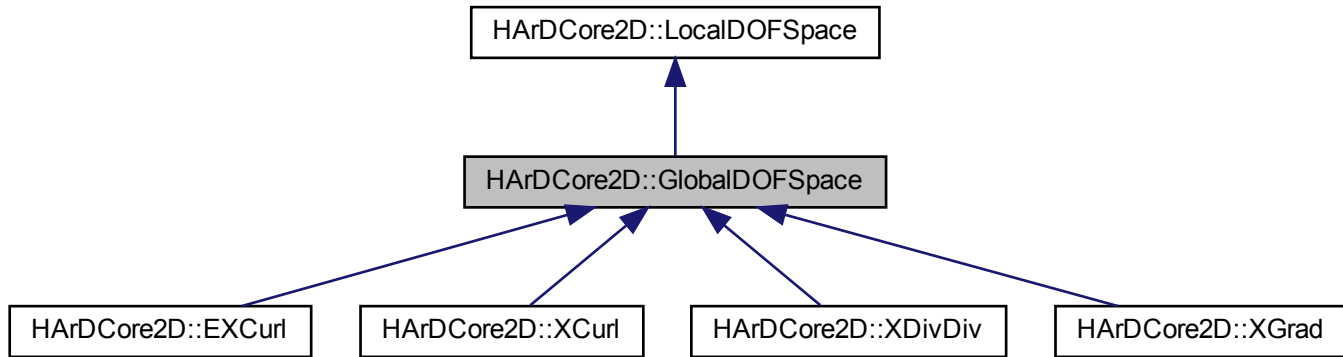 HArDCore2D::LocalDOFSpace
HArDCore2D::GlobalDOFSpace
HArDCore2D::EXCurl
HArDCore2D::XCurl
HArDCore2D::XDivDiv
HArDCore2D::XGrad